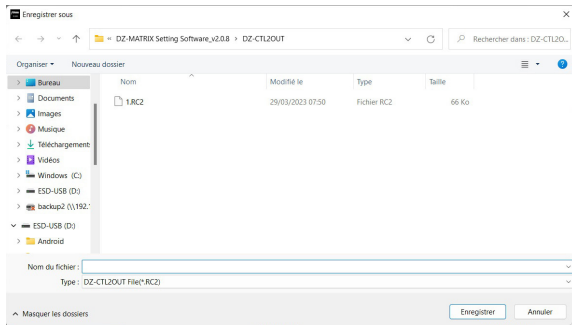 Enregistrer sous
« DZ-MATRIX Setting Software_v2.0.8 > DZ-CTL2OUT
Rechercher dans : DZ-CTL2O...
Organiser Nouveau dossier
Nom Modifié le Type Taille
1.RC2 29/03/2023 07:50 Fichier RC2 66 Ko
Bureau
Documents
Images
Musique
Téléchargement
Vidéos
Windows (C:)
ESD-USB (D:)
backup2 (\\192.1
ESD-USB (D:)
Android
Nom du fichier :
Type : DZ-CTL2OUT File(*.RC2)
Masquer les dossiers
Enregistrer Annuler